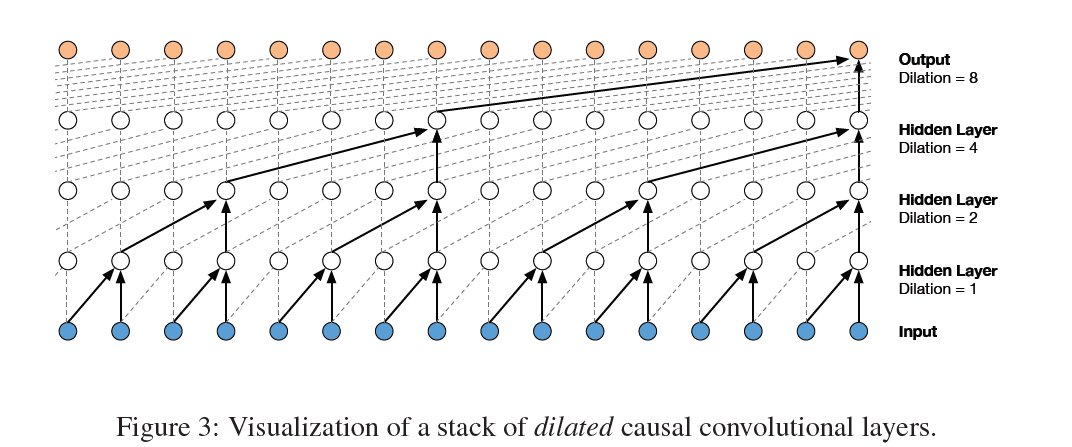 Output
Dilation = 8
Hidden Layer
Dilation = 4
Hidden Layer
Dilation = 2
Hidden Layer
Dilation = 1
Input
Figure 3: Visualization of a stack of dilated causal convolutional layers.